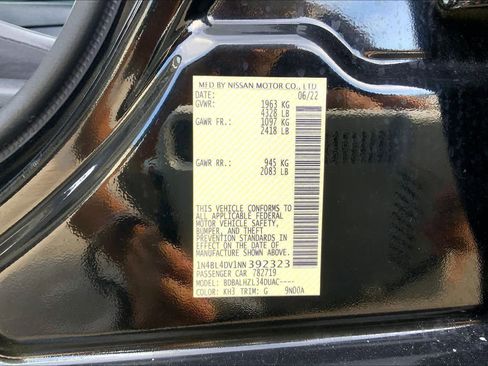 MFD BY NISSAN MOTOR CO., LTD
DATE: 06/22
GVWR: 1963 KG
4328 LB
GAWR FR.: 1097 KG
2418 LB
GAWR RR.: 945 KG
2083 LB
THIS VEHICLE CONFORMS TO
ALL APPLICABLE FEDERAL
MOTOR VEHICLE SAFETY,
BUMPER, AND THEFT
PREVENTION STANDARDS IN
EFFECT ON THE DATE OF
MANUFACTURE SHOWN ABOVE.
1N4BL4DV1NN392323
PASSENGER CAR 782719
MODEL: BDBALHZL34DUAC----
COLOR: KH3 TRIM: G 9N00A